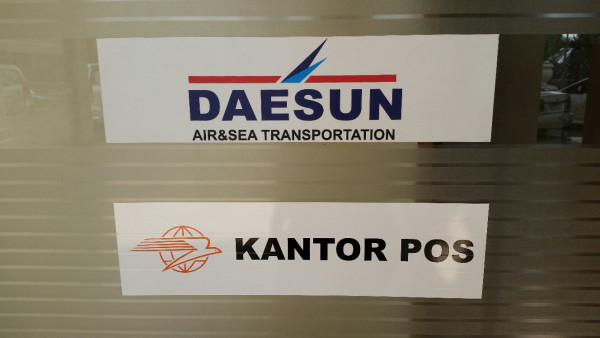 DAESUN
AIR&SEA TRANSPORTATION
KANTOR POS